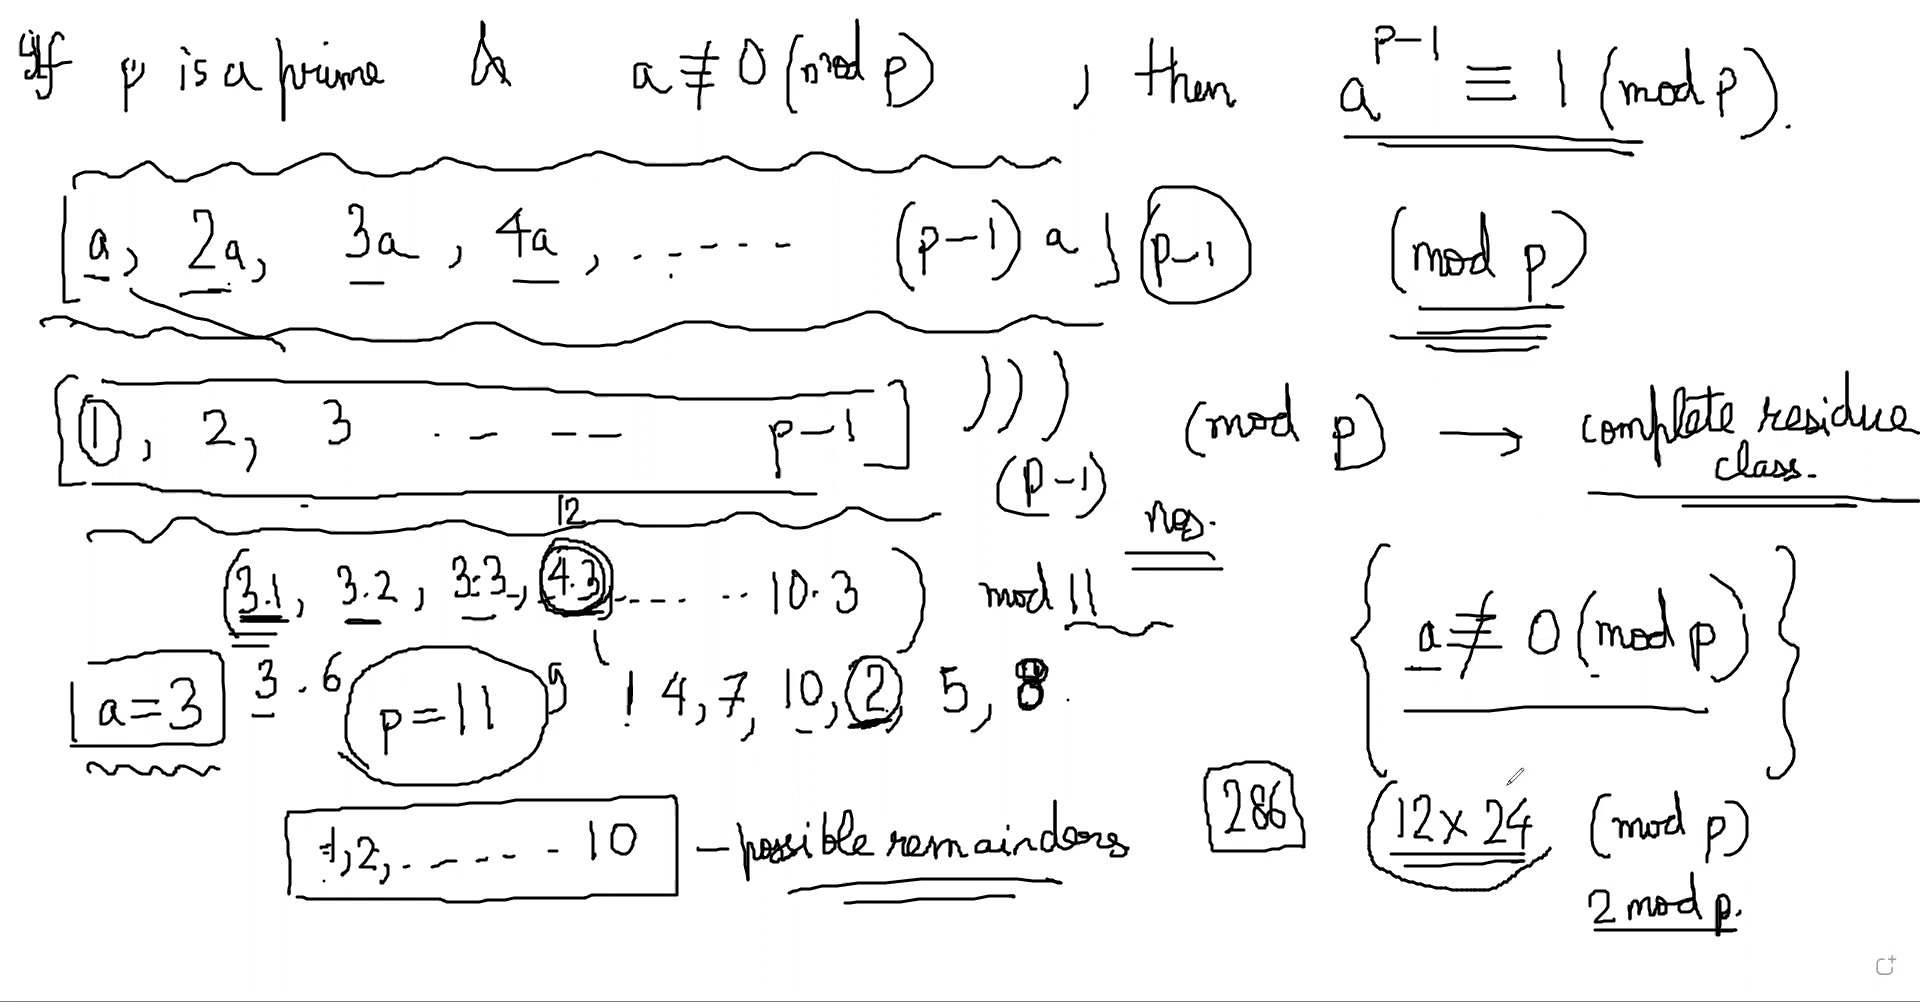 If p is a prime & a ≢ 0 (mod p) , then a^(p-1) ≡ 1 (mod p).
[a, 2a, 3a, 4a, ....--- (p-1) a] p-1 (mod p)
[1, 2, 3 .- -- p-1] ))) (mod p) → complete residue class.
(p-1)
res.
12
(3.1, 3.2, 3.3, 4.3, .... .. 10.3) mod 11
{a ≢ 0 (mod p)}
a=3 3 . 6 9 1 4, 7, 10, 2, 5, 8.
p=11
286 (12x24 (mod p)
1,2,..---- 10 - possible remainders
2 mod p.